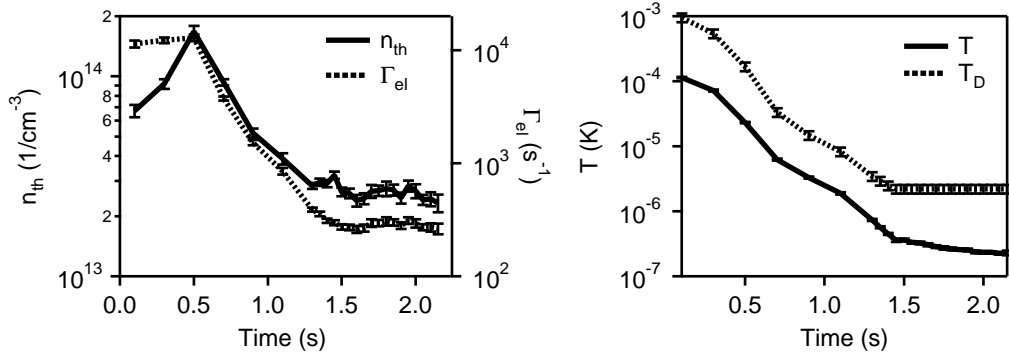 2
10^14
8
6
4
2
10^13
n_th (1/cm^-3)
0.0 0.5 1.0 1.5 2.0
Time (s)
n_th
Γ_el
10^4
10^3
10^2
Γ_el (s^-1)
10^-3
10^-4
10^-5
10^-6
10^-7
T (K)
0.5 1.0 1.5 2.0
Time (s)
T
T_D